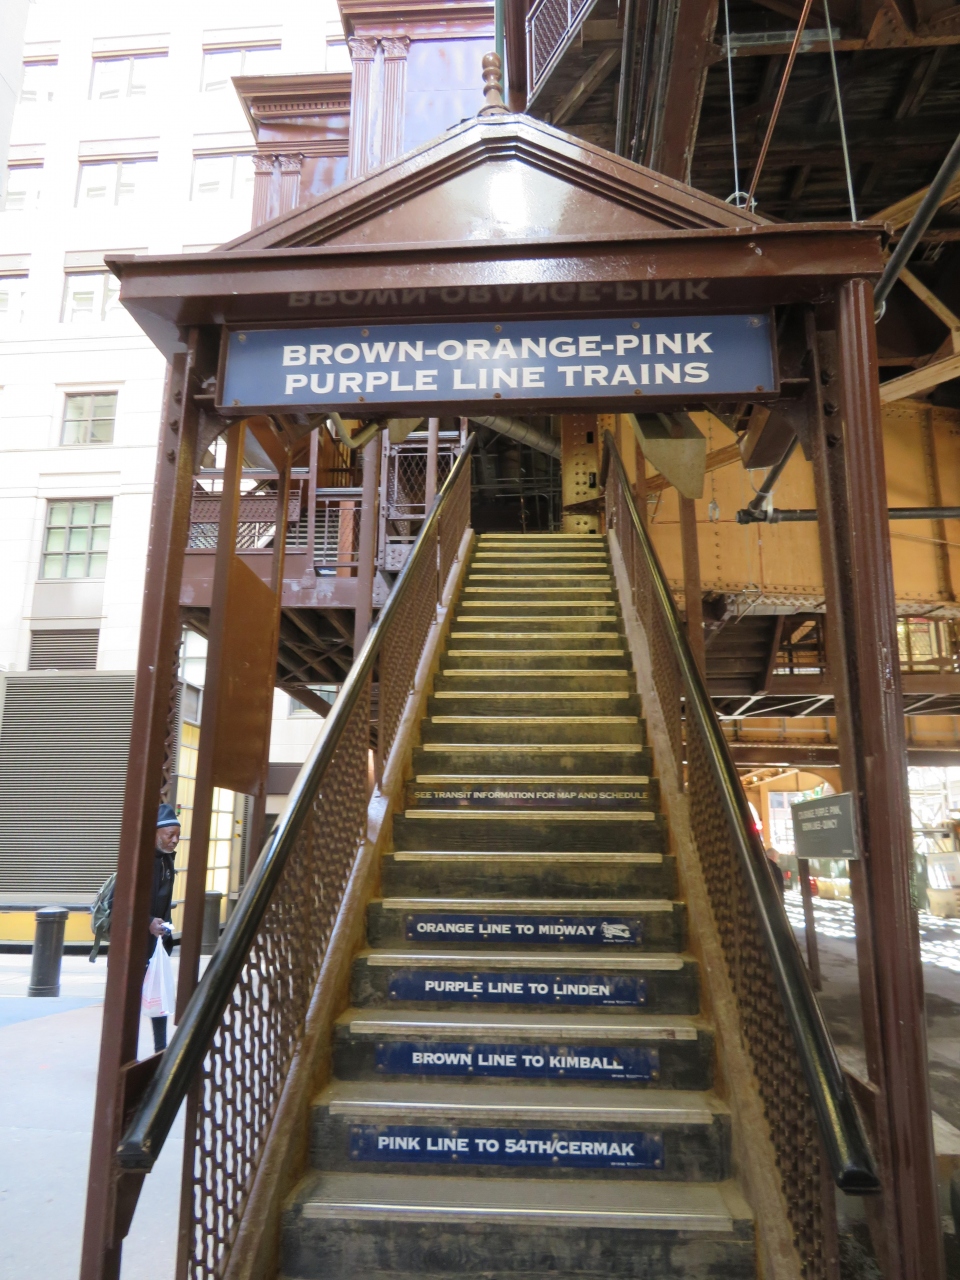 BROWN-ORANGE-PINK
PURPLE LINE TRAINS
SEE TRANSIT INFORMATION FOR MAP AND SCHEDULE
ORANGE LINE TO MIDWAY
PURPLE LINE TO LINDEN
BROWN LINE TO KIMBALL
PINK LINE TO 54TH/CERMAK